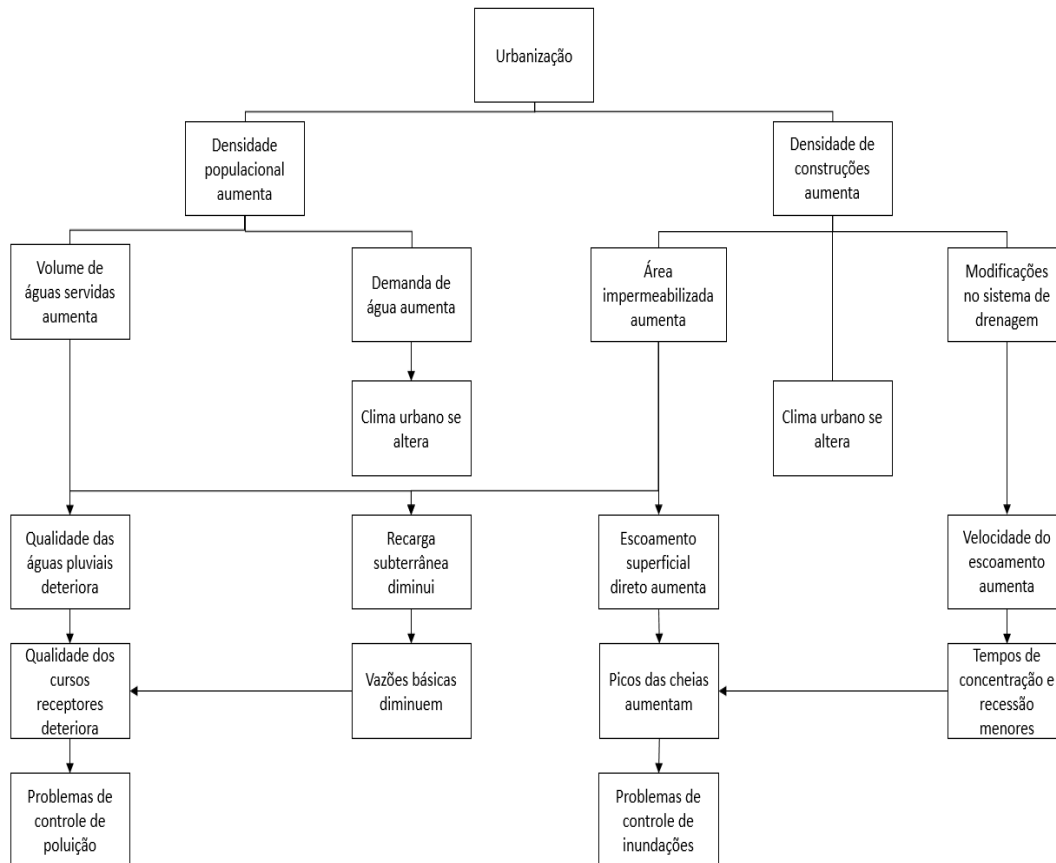 Urbanização
Densidade
populacional
aumenta
Densidade de
construções
aumenta
Volume de
águas servidas
aumenta
Demanda de
água aumenta
Área
impermeabilizada
aumenta
Modificações
no sistema de
drenagem
Clima urbano se
altera
Clima urbano se
altera
Qualidade das
águas pluviais
deteriora
Recarga
subterrânea
diminui
Escoamento
superficial
direto aumenta
Velocidade do
escoamento
aumenta
Qualidade dos
cursos
receptores
deteriora
Vazões básicas
diminuem
Picos das cheias
aumentam
Tempos de
concentração e
recessão
menores
Problemas de
controle de
poluição
Problemas de
controle de
inundações